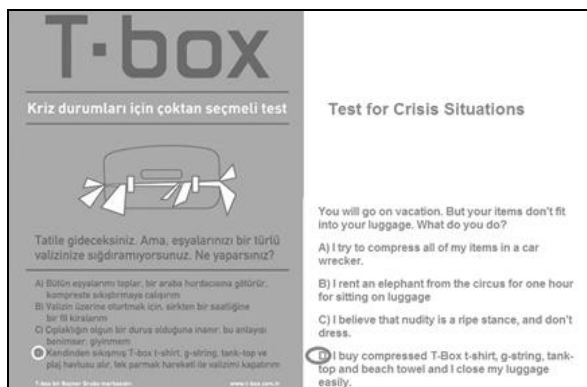 T·box
Kriz durumları için çoktan seçmeli test
Tatile gideceksiniz. Ama, eşyalarınızı bir türlü
valizinize sığdıramıyorsunuz. Ne yaparsınız?
A) Bütün eşyalarımı toplar, bir araba hurdacısına götürür,
kompreste sıkıştırmaya çalışırım
B) Valizin üzerine oturtmak için, sirkten bir saatliğine
bir fil kiralarım
C) Çıplaklığın olgun bir duruş olduğuna inanır, bu anlayışı
benimser, giyinmem
Kendinden sıkışmış T-box t-shirt, g-string, tank-top ve
plaj havlusu alır, tek parmak hareketi ile valizimi kapatırım
T-box bir Boyner Grubu markasıdır. www.t-box.com.tr
Test for Crisis Situations
You will go on vacation. But your items don't fit
into your luggage. What do you do?
A) I try to compress all of my items in a car
wrecker.
B) I rent an elephant from the circus for one hour
for sitting on luggage
C) I believe that nudity is a ripe stance, and don't
dress.
D) I buy compressed T-Box t-shirt, g-string, tank-
top and beach towel and I close my luggage
easily.